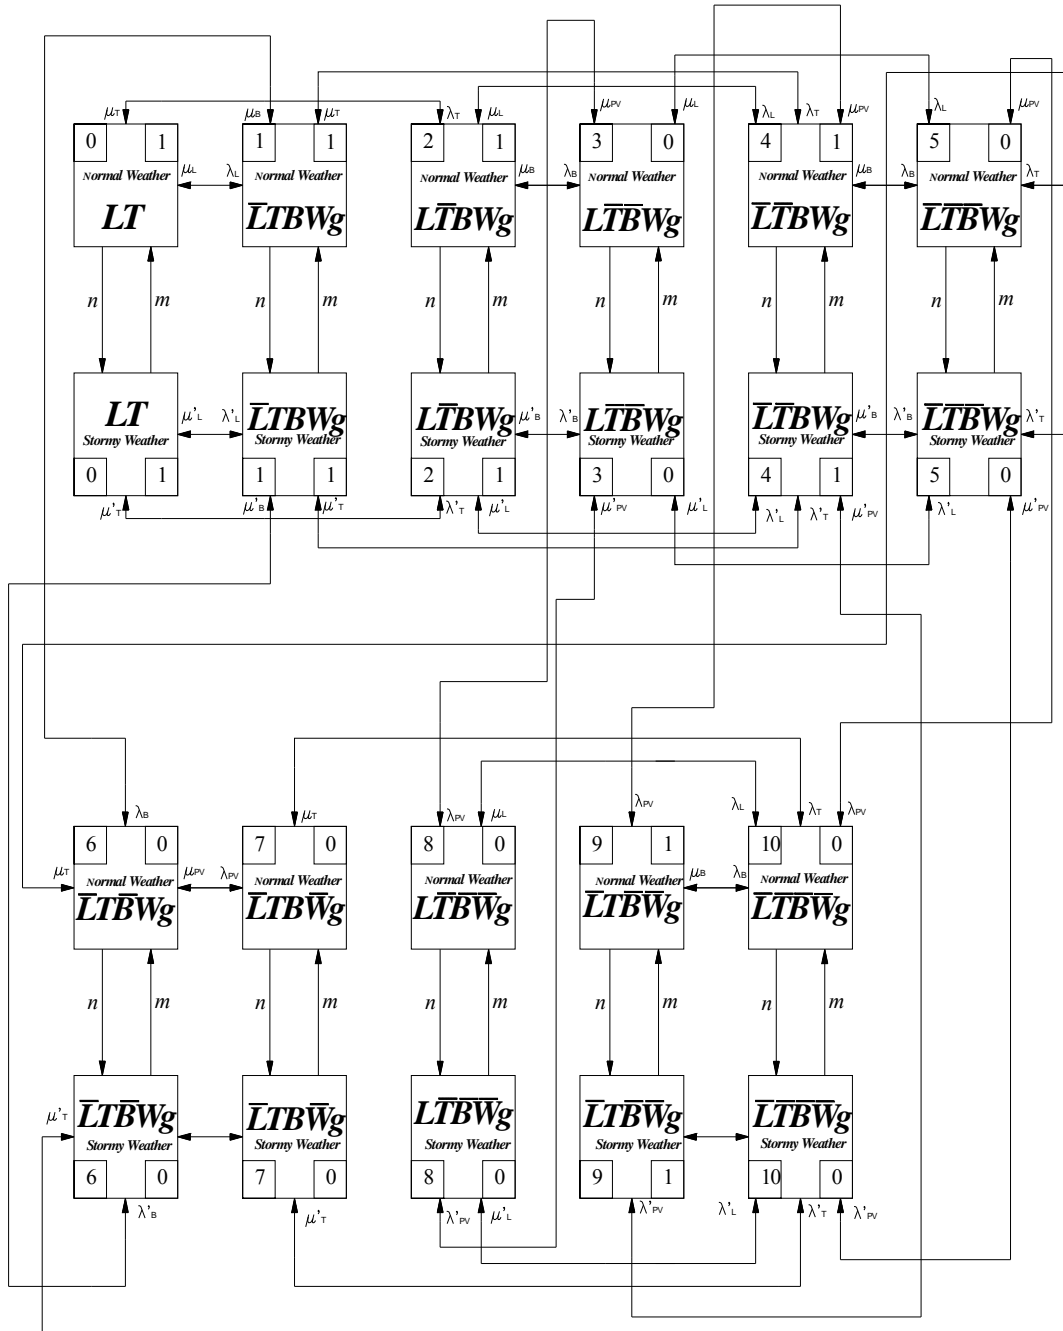 μT μB μT λT μL μPV μL λL λT μPV λL μPV
0 1 1 1 2 1 3 0 4 1 5 0
Normal Weather μL λL Normal Weather Normal Weather μB λB Normal Weather Normal Weather μB λB Normal Weather λT
LT L̅TBWg LT̅BWg LT̅B̅Wg L̅T̅BWg L̅T̅B̅Wg
n m n m n m n m n m n m
LT μ'L λ'L L̅TBWg LT̅BWg μ'B λ'B LT̅B̅Wg L̅T̅BWg μ'B λ'B L̅T̅B̅Wg λ'T
Stormy Weather Stormy Weather Stormy Weather Stormy Weather Stormy Weather Stormy Weather
0 1 1 1 2 1 3 0 4 1 5 0
μ'T μ'B μ'T λ'T μ'L μ'PV μ'L λ'L λ'T μ'PV λ'L μ'PV
λB μT λPV μL λPV λL λT λPV
6 0 7 0 8 0 9 1 10 0
μT Normal Weather μPV λPV Normal Weather Normal Weather Normal Weather μB λB Normal Weather
L̅TB̅Wg L̅TBW̅g LT̅B̅W̅g L̅TB̅W̅g L̅T̅B̅W̅g
n m n m n m n m n m
μ'T L̅TB̅Wg L̅TBW̅g LT̅B̅W̅g L̅TB̅W̅g L̅T̅B̅W̅g
Stormy Weather Stormy Weather Stormy Weather Stormy Weather Stormy Weather
6 0 7 0 8 0 9 1 10 0
λ'B μ'T λ'PV μ'L λ'PV λ'L λ'T λ'PV